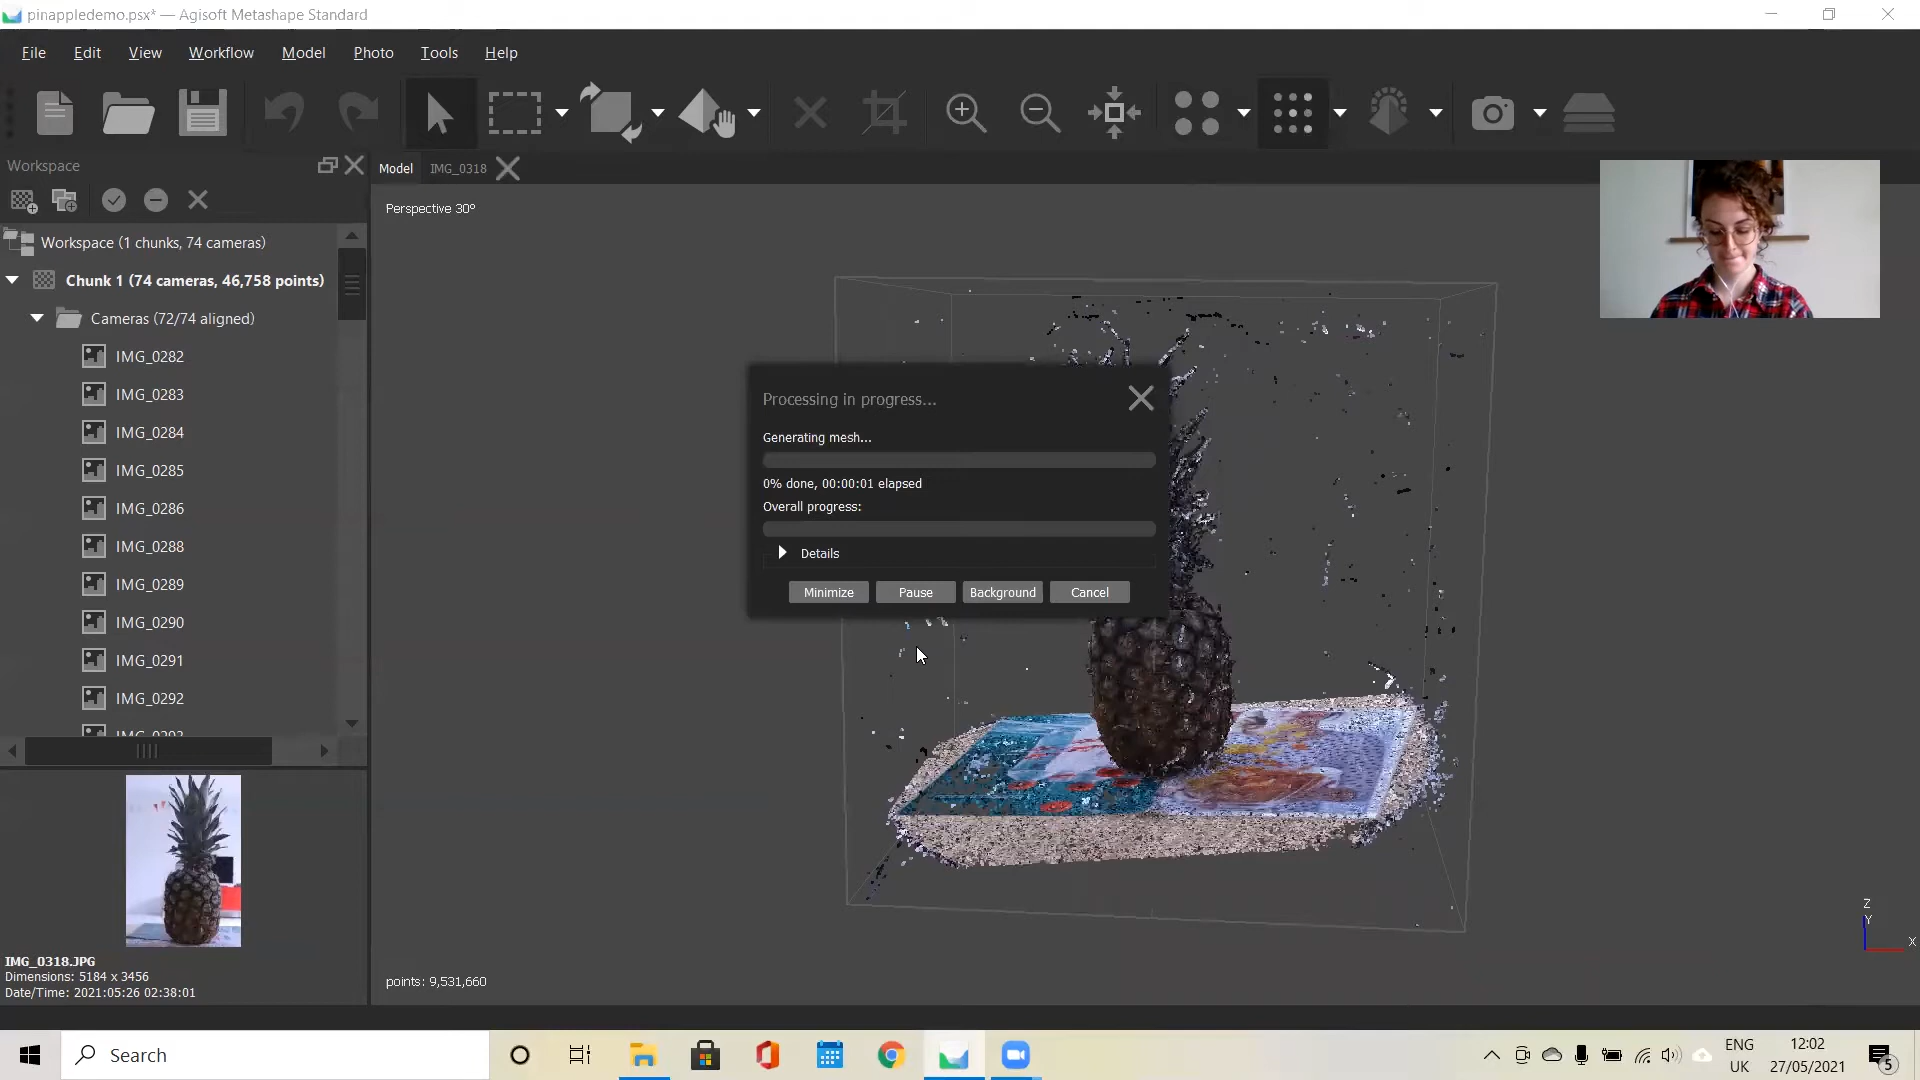 pinappledemo.psx* — Agisoft Metashape Standard
File Edit View Workflow Model Photo Tools Help
Workspace
Model IMG_0318
Perspective 30°
Workspace (1 chunks, 74 cameras)
Chunk 1 (74 cameras, 46,758 points)
Cameras (72/74 aligned)
IMG_0282
IMG_0283
IMG_0284
IMG_0285
IMG_0286
IMG_0288
IMG_0289
IMG_0290
IMG_0291
IMG_0292
IMG_0293
Processing in progress...
Generating mesh...
0% done, 00:00:01 elapsed
Overall progress:
Details
Minimize Pause Background Cancel
IMG_0318.JPG
Dimensions: 5184 x 3456
Date/Time: 2021:05:26 02:38:01
points: 9,531,660
Z
Y
X
Search
ENG
UK
12:02
27/05/2021
5